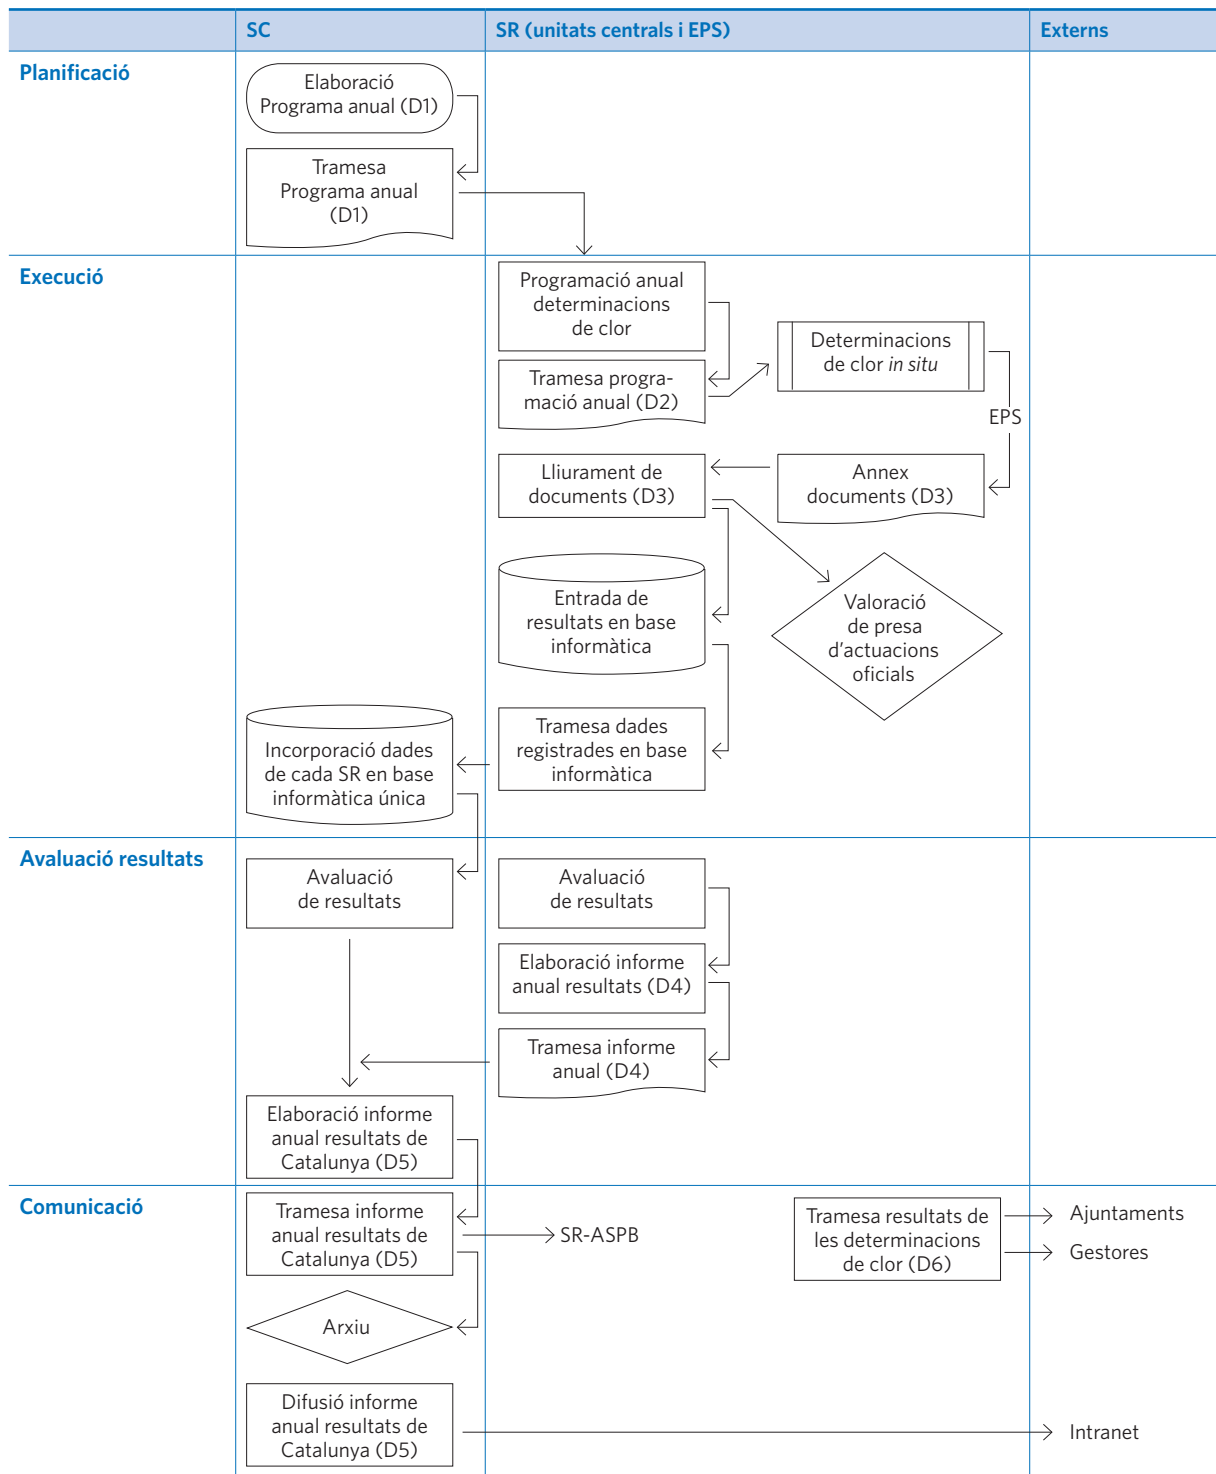 SC
SR (unitats centrals i EPS)
Externs
Planificació
Elaboració
Programa anual (D1)
Tramesa
Programa anual
(D1)
Execució
Programació anual
determinacions
de clor
Determinacions
de clor in situ
Tramesa progra-
mació anual (D2)
EPS
Lliurament de
documents (D3)
Annex
documents (D3)
Entrada de
resultats en base
informàtica
Valoració
de presa
d'actuacions
oficials
Tramesa dades
registrades en base
informàtica
Incorporació dades
de cada SR en base
informàtica única
Avaluació resultats
Avaluació
de resultats
Avaluació
de resultats
Elaboració informe
anual resultats (D4)
Tramesa informe
anual (D4)
Elaboració informe
anual resultats de
Catalunya (D5)
Comunicació
Tramesa informe
anual resultats de
Catalunya (D5)
SR-ASPB
Tramesa resultats de
les determinacions
de clor (D6)
Ajuntaments
Gestores
Arxiu
Difusió informe
anual resultats de
Catalunya (D5)
Intranet